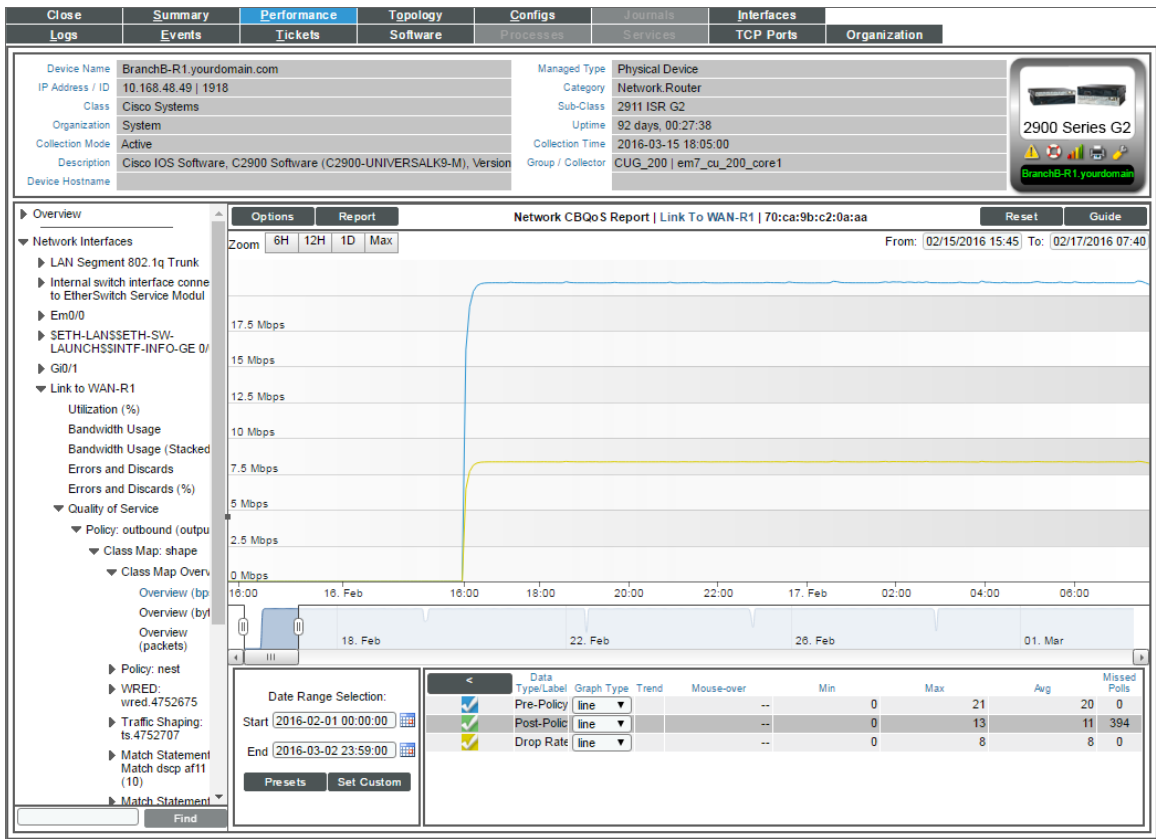 Close Summary Performance Topology Configs Journals Interfaces
Logs Events Tickets Software Processes Services TCP Ports Organization
Device Name BranchB-R1.yourdomain.com
IP Address / ID 10.168.48.49 | 1918
Class Cisco Systems
Organization System
Collection Mode Active
Description Cisco IOS Software, C2900 Software (C2900-UNIVERSALK9-M), Version
Device Hostname
Managed Type Physical Device
Category Network.Router
Sub-Class 2911 ISR G2
Uptime 92 days, 00:27:38
Collection Time 2016-03-15 18:05:00
Group / Collector CUG_200 | em7_cu_200_core1
2900 Series G2
BranchB-R1.yourdomain
Overview
Network Interfaces
LAN Segment 802.1q Trunk
Internal switch interface conne
to EtherSwitch Service Modul
Em0/0
$ETH-LAN$$ETH-SW-
LAUNCH$$INTF-INFO-GE 0/
Gi0/1
Link to WAN-R1
Utilization (%)
Bandwidth Usage
Bandwidth Usage (Stacked
Errors and Discards
Errors and Discards (%)
Quality of Service
Policy: outbound (outpu
Class Map: shape
Class Map Overv
Overview (bp
Overview (byt
Overview
(packets)
Policy: nest
WRED:
wred.4752675
Traffic Shaping:
ts.4752707
Match Statement
Match dscp af11
(10)
Match Statement
Find
Options Report Network CBQoS Report | Link To WAN-R1 | 70:ca:9b:c2:0a:aa Reset Guide
Zoom 6H 12H 1D Max From: 02/15/2016 15:45 To: 02/17/2016 07:40
17.5 Mbps
15 Mbps
12.5 Mbps
10 Mbps
7.5 Mbps
5 Mbps
2.5 Mbps
0 Mbps
16:00 16. Feb 16:00 18:00 20:00 22:00 17. Feb 02:00 04:00 06:00
18. Feb 22. Feb 26. Feb 01. Mar
Date Range Selection:
Start 2016-02-01 00:00:00
End 2016-03-02 23:59:00
Presets Set Custom
< Data Type/Label Graph Type Trend Mouse-over Min Max Avg Missed Polls
Pre-Policy line -- 0 21 20 0
Post-Polic line -- 0 13 11 394
Drop Rate line -- 0 8 8 0